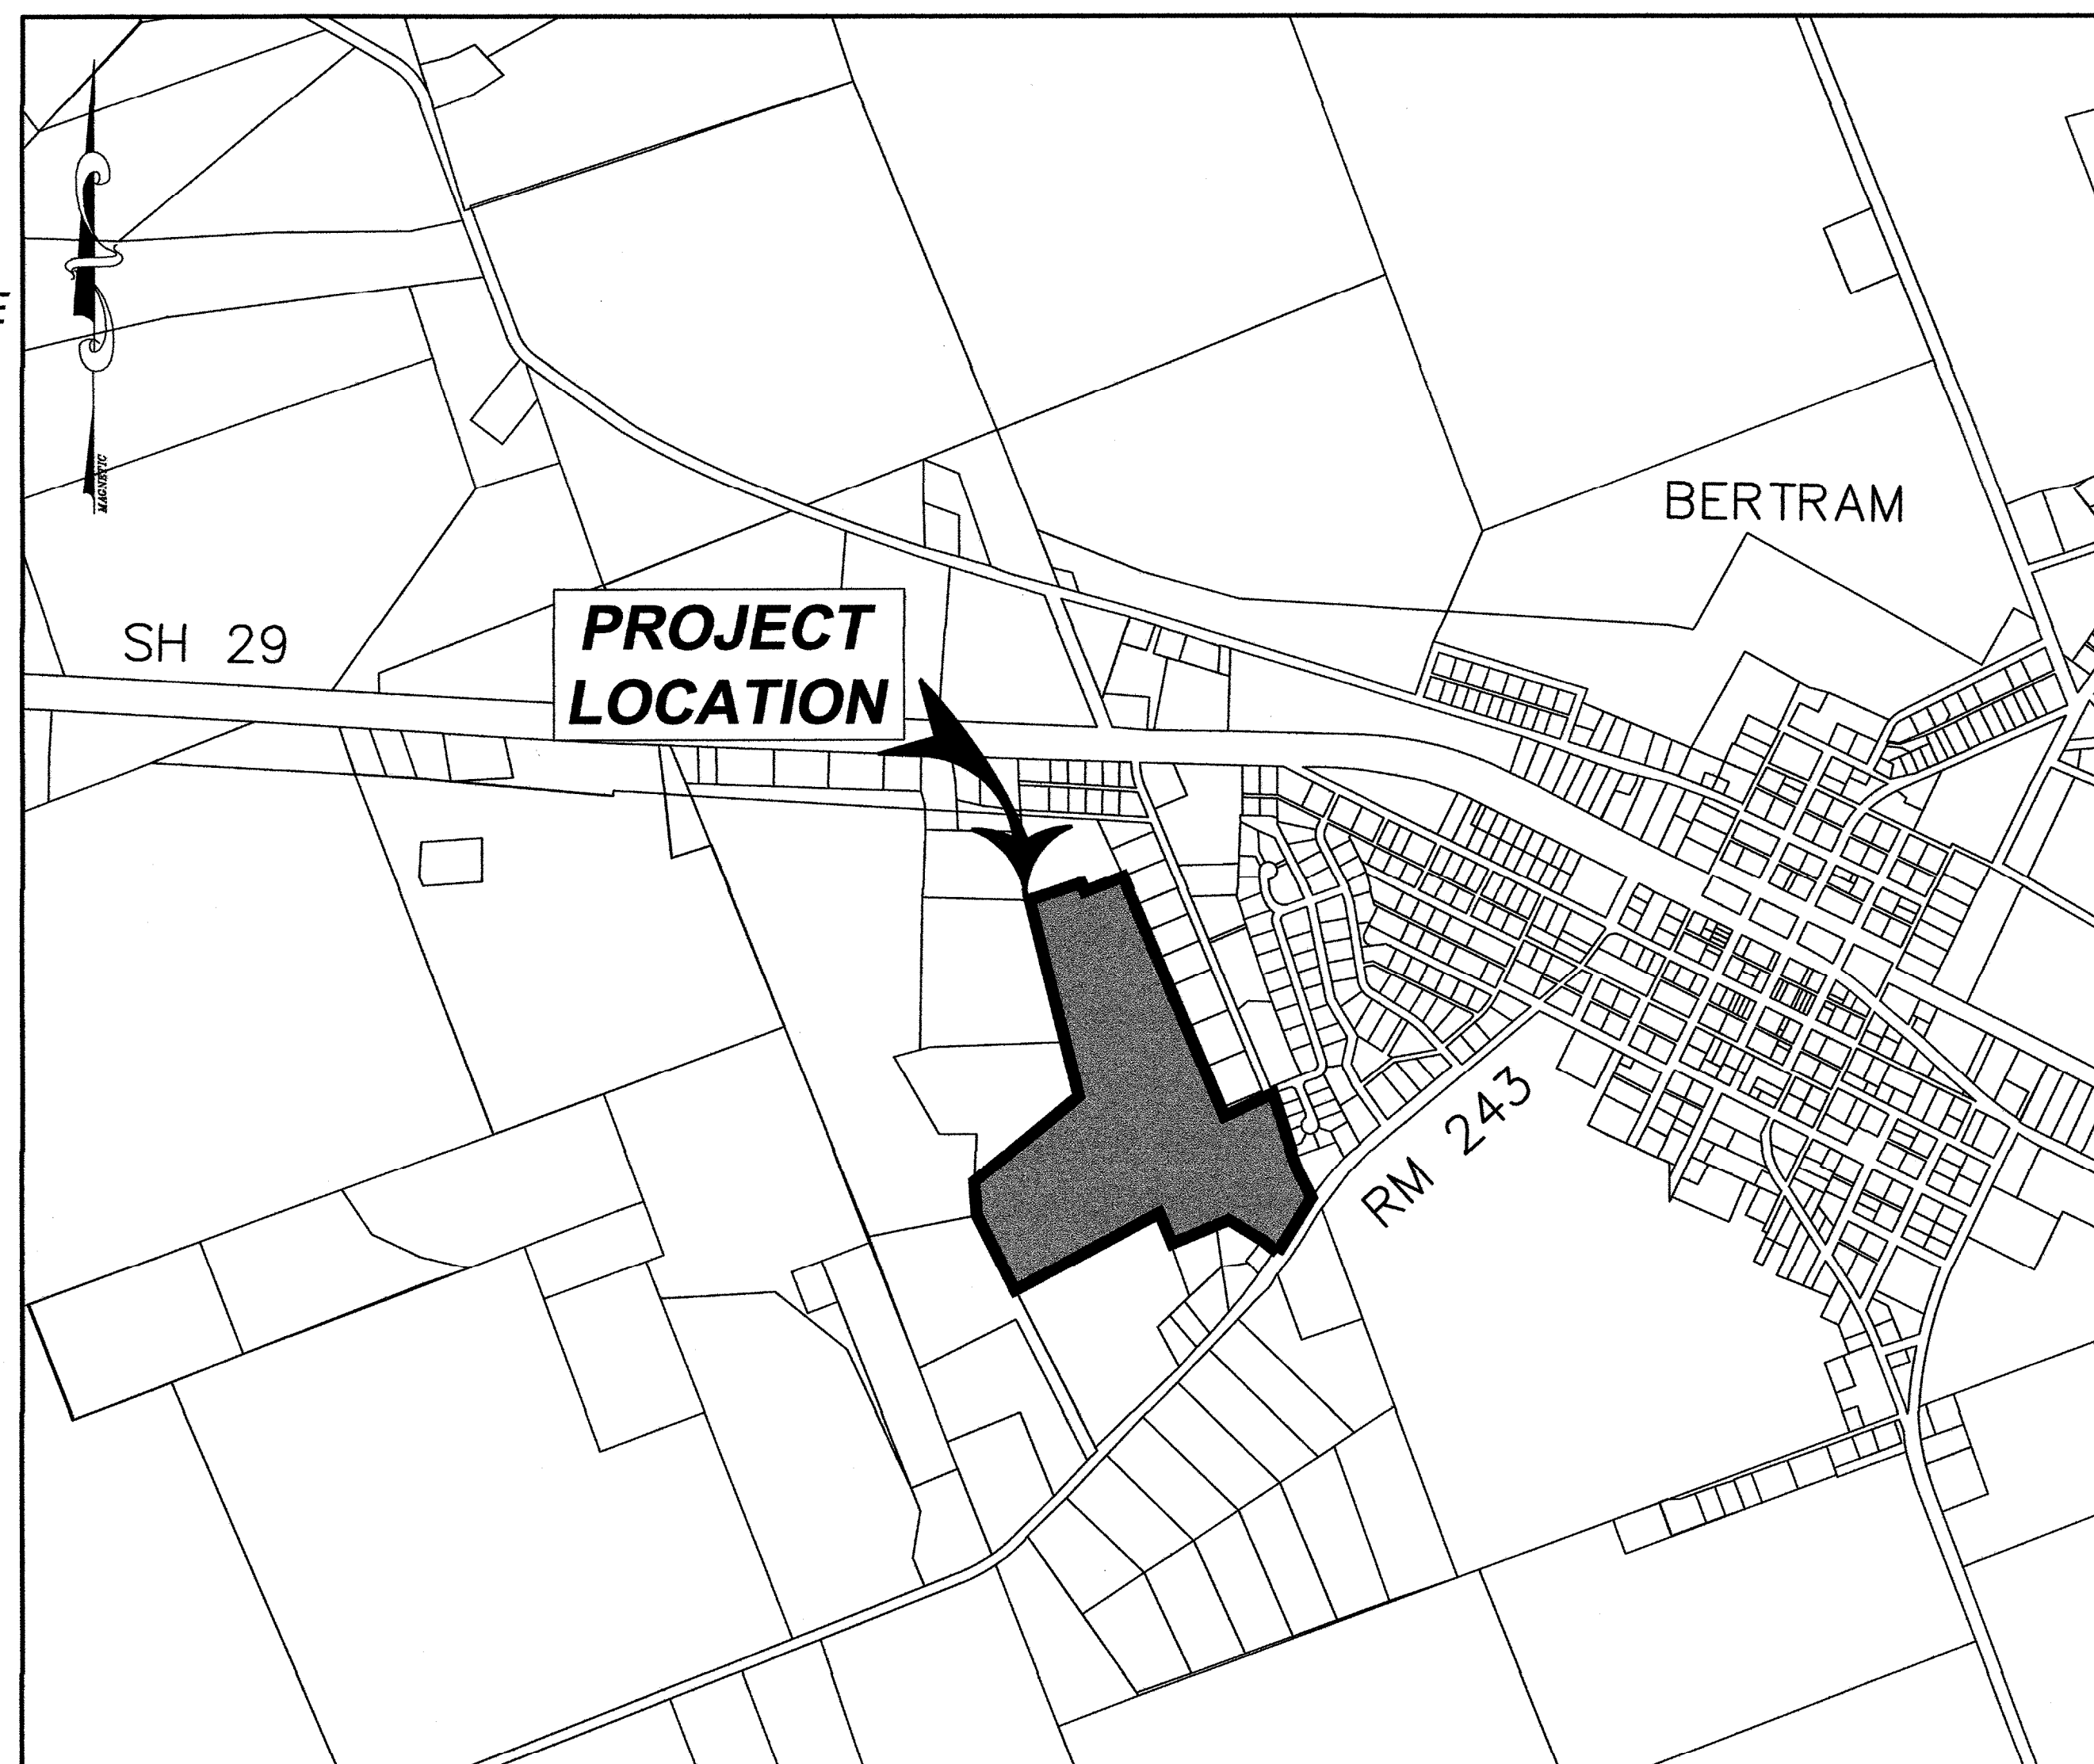 MAGNETIC
BERTRAM
SH 29
PROJECT
LOCATION
RM 243